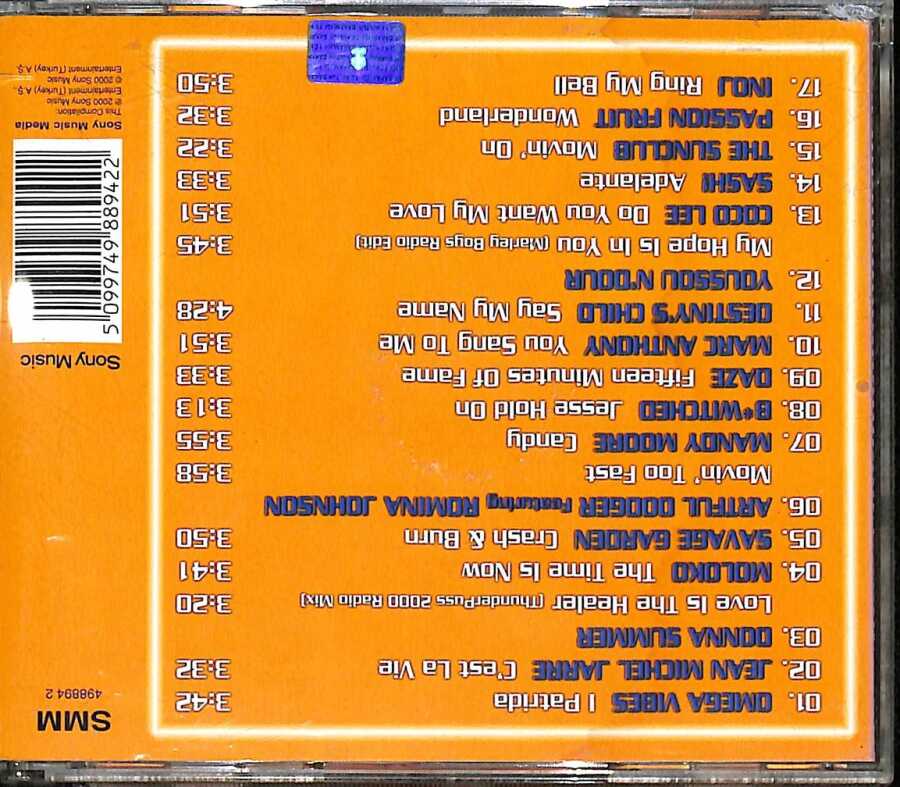 01. OMEGA VIBES I Patrida 3:42
02. JEAN MICHEL JARRE C'est La Vie 3:32
03. DONNA SUMMER
Love Is The Healer (ThunderPuss 2000 Radio Mix) 3:20
04. MOLOKO The Time Is Now 3:41
05. SAVAGE GARDEN Crash & Burn 3:50
06. ARTFUL DODGER Featuring ROMINA JOHNSON
Movin' Too Fast 3:58
07. MANDY MOORE Candy 3:55
08. B*WITCHED Jesse Hold On 3:13
09. DAZE Fifteen Minutes Of Fame 3:33
10. MARC ANTHONY You Sang To Me 3:51
11. DESTINY'S CHILD Say My Name 4:28
12. YOUSSOU N'DOUR
My Hope Is In You (Marley Boys Radio Edit) 3:45
13. COCO LEE Do You Want My Love 3:51
14. SASH! Adelante 3:33
15. THE SUNCLUB Movin' On 3:22
16. PASSION FRUIT Wonderland 3:32
17. INOJ Ring My Bell 3:50
SMM
498894 2
Sony Music
5 099749 889422
Sony Music Media
This Compilation:
℗ 2000 Sony Music
Entertainment (Turkey) A.Ş.,
© 2000 Sony Music
Entertainment (Turkey) A.Ş.